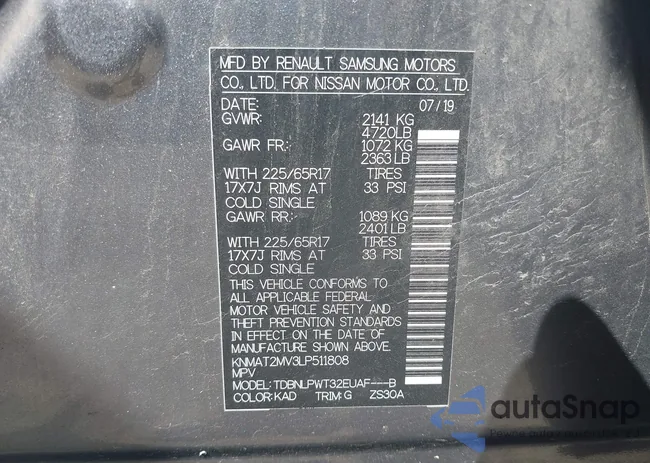 MFD BY RENAULT SAMSUNG MOTORS
CO., LTD. FOR NISSAN MOTOR CO., LTD.
DATE: 07/19
GVWR: 2141 KG
4720LB
GAWR FR.: 1072 KG
2363 LB
WITH 225/65R17 TIRES
17X7J RIMS AT 33 PSI
COLD SINGLE
GAWR RR.: 1089 KG
2401 LB
WITH 225/65R17 TIRES
17X7J RIMS AT 33 PSI
COLD SINGLE
THIS VEHICLE CONFORMS TO
ALL APPLICABLE FEDERAL
MOTOR VEHICLE SAFETY AND
THEFT PREVENTION STANDARDS
IN EFFECT ON THE DATE OF
MANUFACTURE SHOWN ABOVE.
KNMAT2MV3LP511808
MPV
MODEL: TDBNLPWT32EUAF---B
COLOR: KAD TRIM: G ZS30A
autoSnap